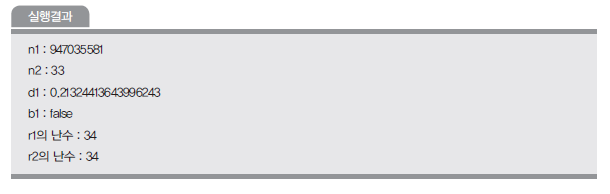 실행결과
n1 : 947035581
n2 : 33
d1 : 0.21324413643996243
b1 : false
r1의 난수 : 34
r2의 난수 : 34